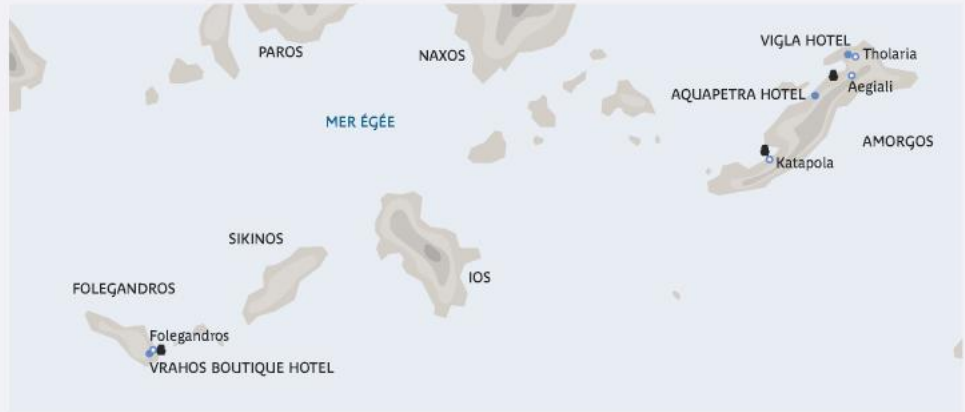 VIGLA HOTEL
Tholaria
PAROS
NAXOS
Aegiali
AQUAPETRA HOTEL
MER ÉGÉE
AMORGOS
Katapola
SIKINOS
IOS
FOLEGANDROS
Folegandros
VRAHOS BOUTIQUE HOTEL